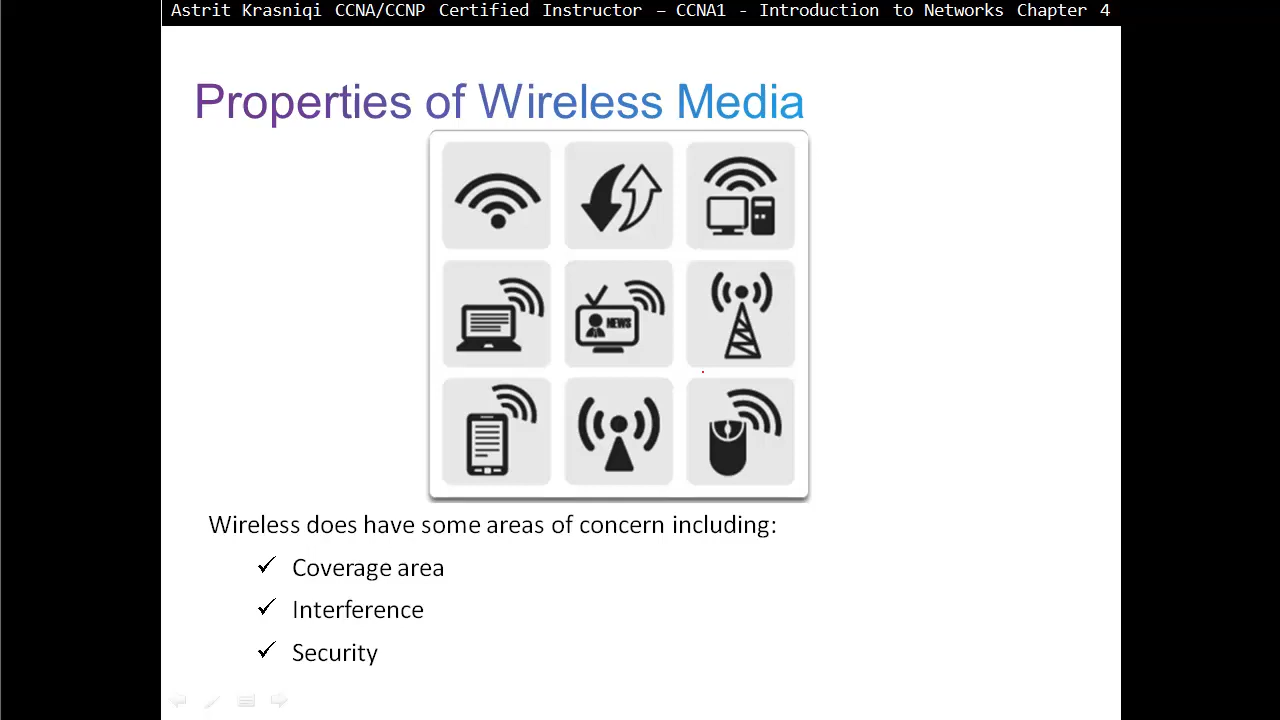 Astrit Krasniqi CCNA/CCNP Certified Instructor – CCNA1 - Introduction to Networks Chapter 4
Properties of Wireless Media
NEWS
Wireless does have some areas of concern including:
✓ Coverage area
✓ Interference
✓ Security